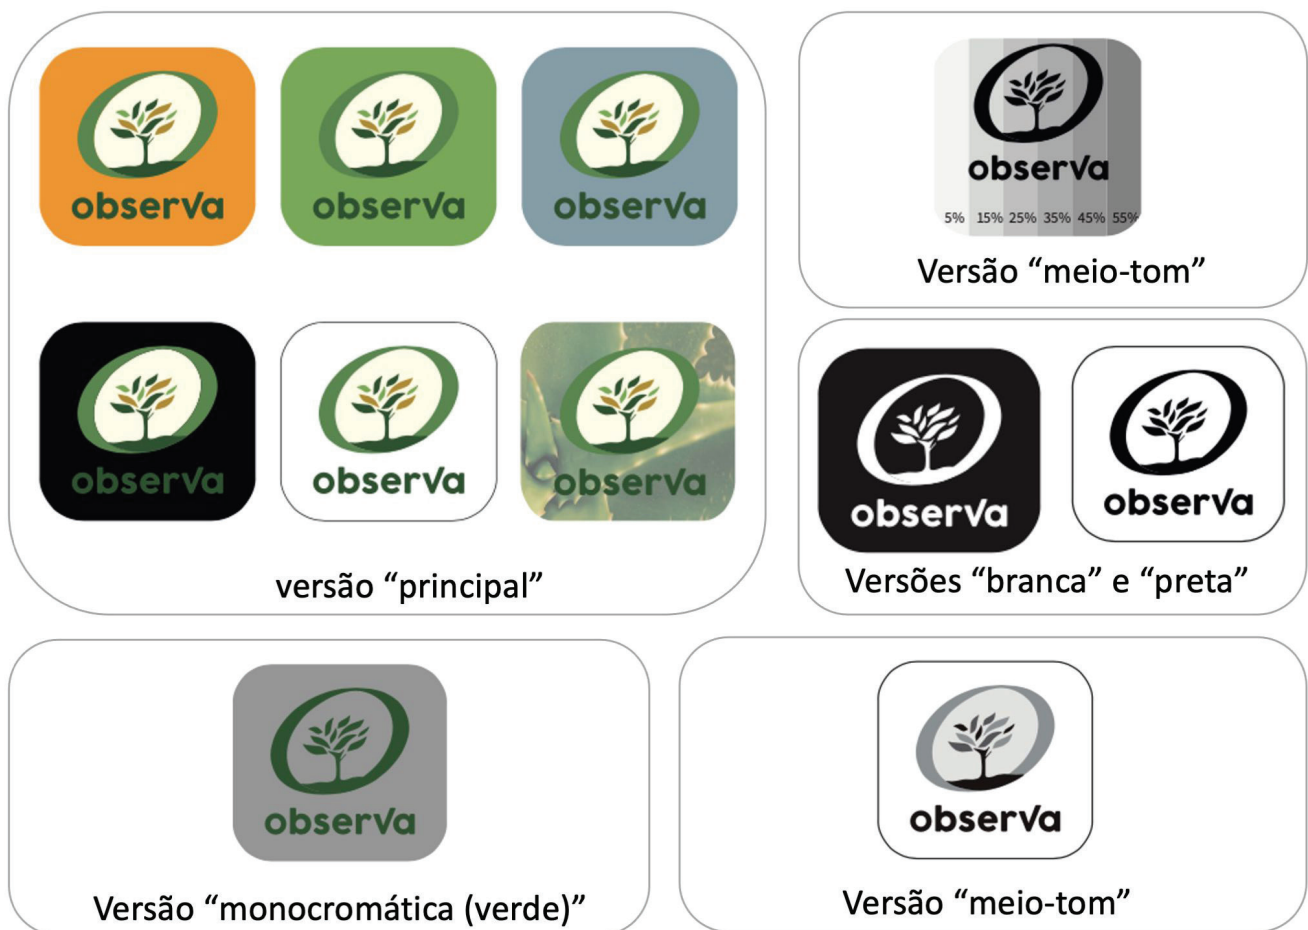 observa
observa
observa
observa
observa
observa
versão “principal”
observa
5% 15% 25% 35% 45% 55%
Versão “meio-tom”
observa
observa
Versões “branca” e “preta”
observa
Versão “monocromática (verde)”
observa
Versão “meio-tom”